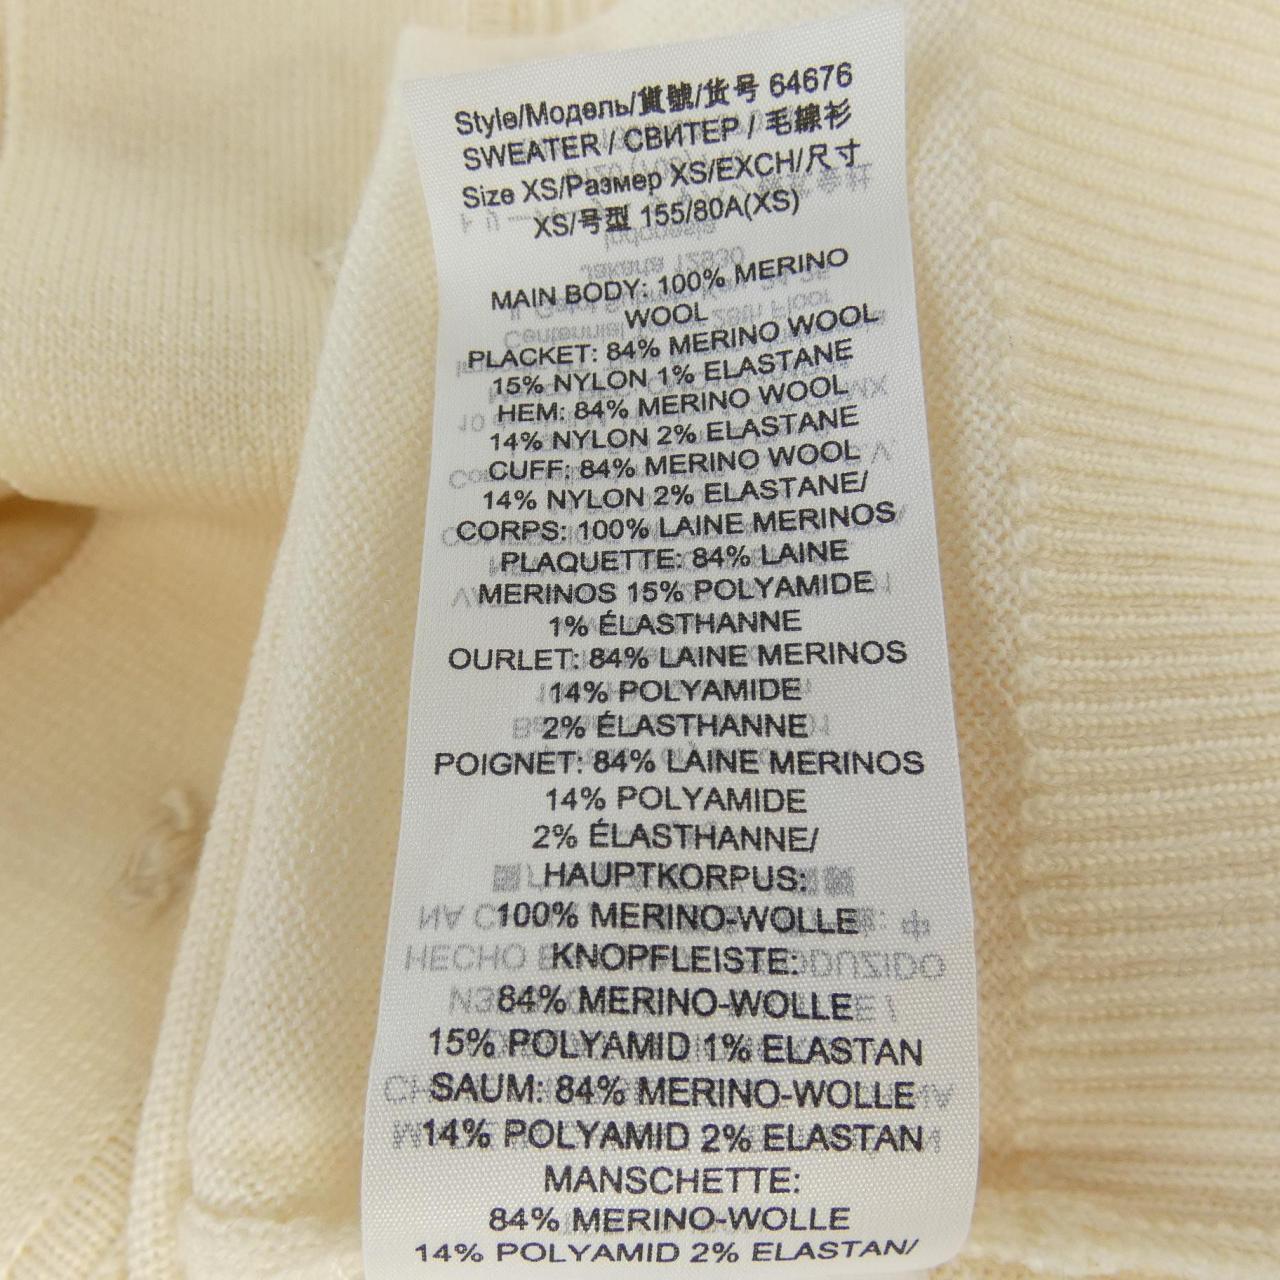 Style/Модель/貨號/货号 64676
SWEATER / СВИТЕР / 毛線衫
Size XS/Размер XS/EXCH/尺寸
XS/号型 155/80A(XS)
MAIN BODY: 100% MERINO
WOOL
PLACKET: 84% MERINO WOOL
15% NYLON 1% ELASTANE
HEM: 84% MERINO WOOL
14% NYLON 2% ELASTANE
CUFF: 84% MERINO WOOL
14% NYLON 2% ELASTANE/
CORPS: 100% LAINE MERINOS
PLAQUETTE: 84% LAINE
MERINOS 15% POLYAMIDE
1% ÉLASTHANNE
OURLET: 84% LAINE MERINOS
14% POLYAMIDE
2% ÉLASTHANNE
POIGNET: 84% LAINE MERINOS
14% POLYAMIDE
2% ÉLASTHANNE/
HAUPTKORPUS:
100% MERINO-WOLLE
KNOPFLEISTE:
84% MERINO-WOLLE
15% POLYAMID 1% ELASTAN
SAUM: 84% MERINO-WOLLE
14% POLYAMID 2% ELASTAN
MANSCHETTE:
84% MERINO-WOLLE
14% POLYAMID 2% ELASTAN/